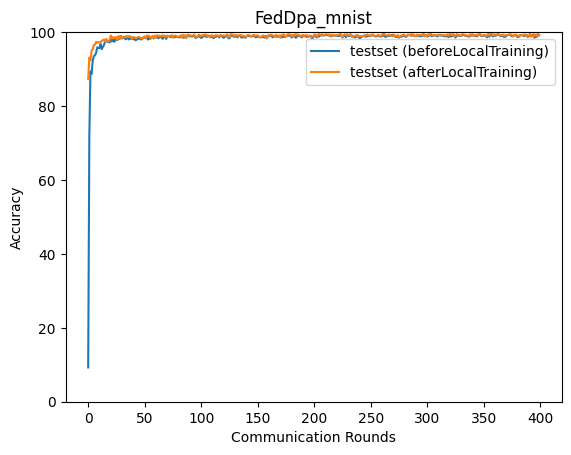 FedDpa_mnist
testset (beforeLocalTraining)
testset (afterLocalTraining)
Accuracy
100
80
60
40
20
0
0 50 100 150 200 250 300 350 400
Communication Rounds